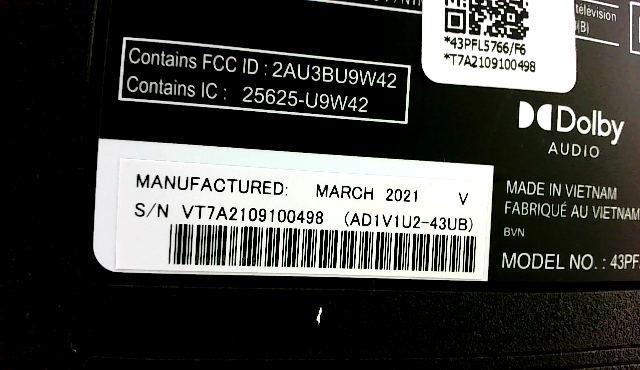 télévision
(B)
*43PFL5766/F6
*T7A2109100498
Contains FCC ID : 2AU3BU9W42
Contains IC : 25625-U9W42
Dolby
AUDIO
MANUFACTURED: MARCH 2021 V
S/N VT7A2109100498 (AD1V1U2-43UB)
MADE IN VIETNAM
FABRIQUÉ AU VIETNAM
BVN
MODEL NO. : 43PF